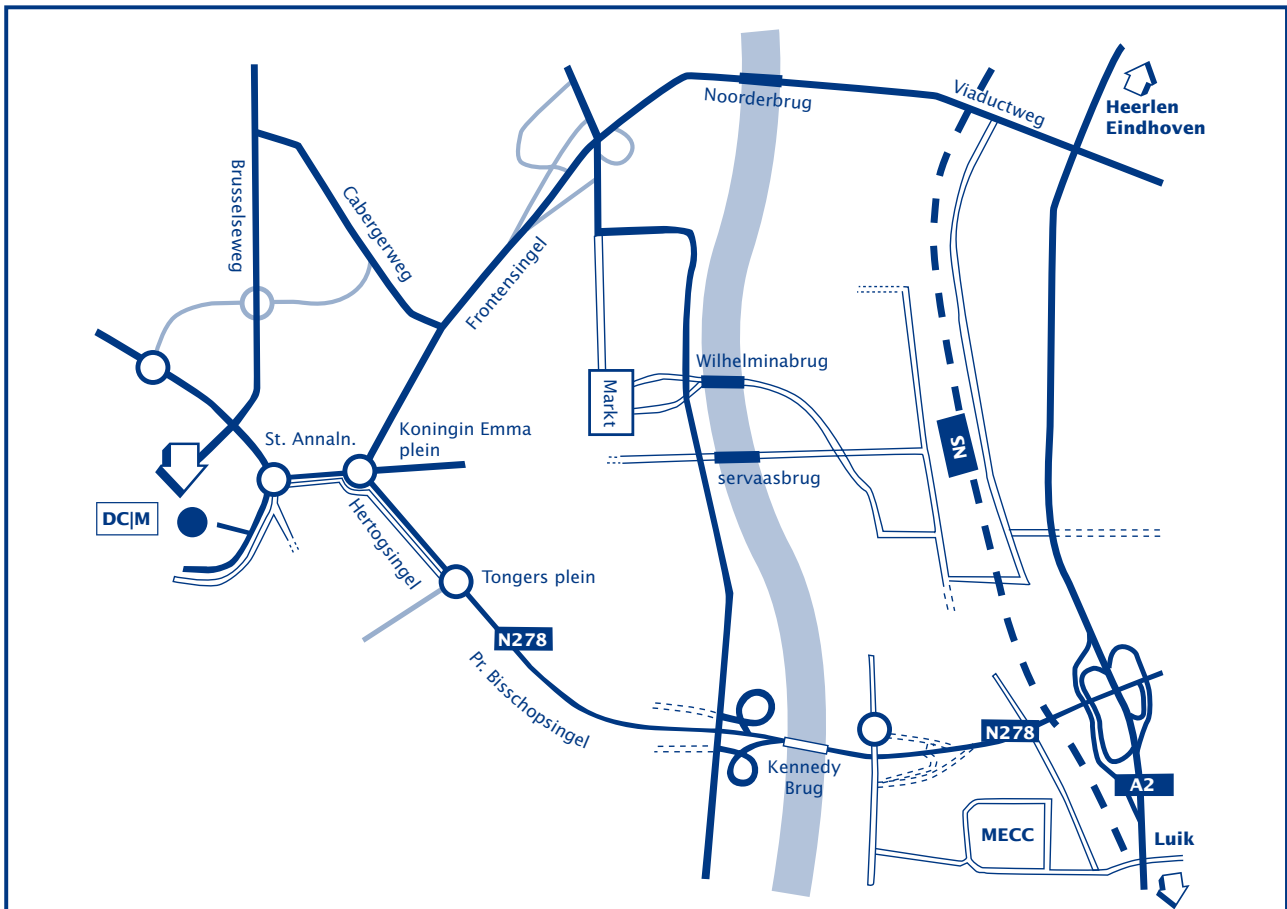 Noorderbrug
Viaductweg
Heerlen
Eindhoven
Brusselseweg
Cabergerweg
Frontensingel
Wilhelminabrug
Markt
St. Annaln.
Koningin Emma
plein
NS
servaasbrug
DC|M
Hertogsingel
Tongers plein
N278
Pr. Bisschopsingel
N278
Kennedy
Brug
A2
MECC
Luik